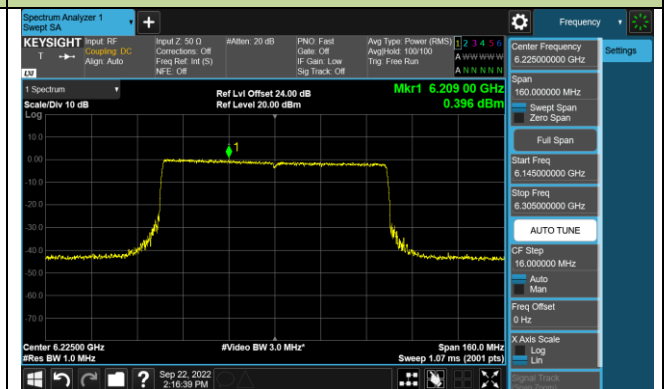 Spectrum Analyzer 1
Swept SA
Frequency
KEYSIGHT Input: RF
Coupling: DC
Align: Auto
Input Z: 50 Ω
Corrections: Off
Freq Ref: Int (S)
NFE: Off
#Atten: 20 dB
PNO: Fast
Gate: Off
IF Gain: Low
Sig Track: Off
Avg Type: Power (RMS)
Avg|Hold: 100/100
Trig: Free Run
1 2 3 4 5 6
A W W W W W
A N N N N N
T
LXI
1 Spectrum
Scale/Div 10 dB
Ref Lvl Offset 24.00 dB
Ref Level 20.00 dBm
Mkr1 6.209 00 GHz
0.396 dBm
Log
10.0
0.00
-10.0
-20.0
-30.0
-40.0
-50.0
-60.0
-70.0
1
Center 6.22500 GHz
#Res BW 1.0 MHz
#Video BW 3.0 MHz*
Span 160.0 MHz
Sweep 1.07 ms (2001 pts)
Center Frequency
6.225000000 GHz
Settings
Span
160.000000 MHz
Swept Span
Zero Span
Full Span
Start Freq
6.145000000 GHz
Stop Freq
6.305000000 GHz
AUTO TUNE
CF Step
16.000000 MHz
Auto
Man
Freq Offset
0 Hz
X Axis Scale
Log
Lin
Signal Track
Sep 22, 2022
2:16:39 PM